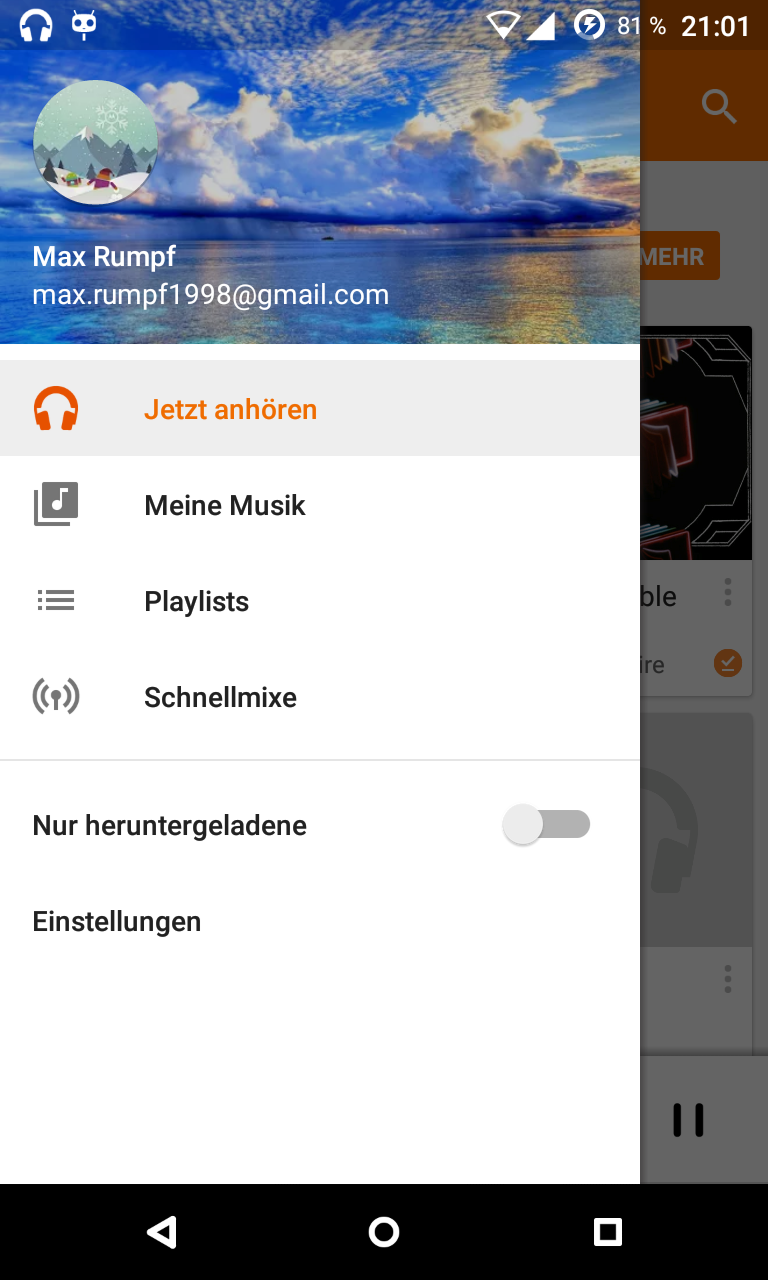 81 % 21:01
Max Rumpf
max.rumpf1998@gmail.com
MEHR
Jetzt anhören
Meine Musik
Playlists
ble
Schnellmixe
ire
Nur heruntergeladene
Einstellungen